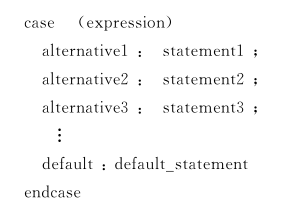 case （expression）
alternative1 ： statement1 ；
alternative2 ： statement2 ；
alternative3 ： statement3 ；
⋮
default ：default_statement
endcase